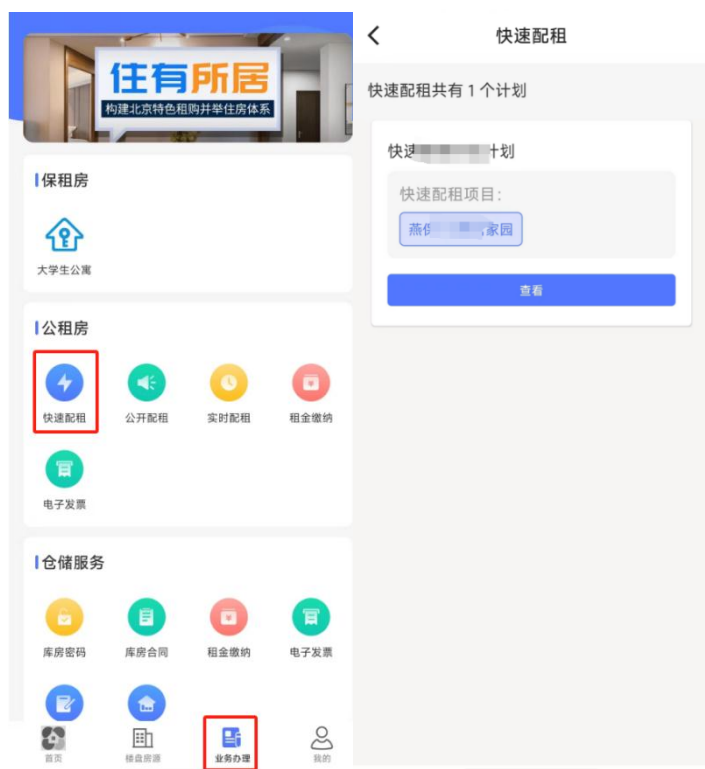 住有所居
构建北京特色租购并举住房体系
保租房
大学生公寓
公租房
快速配租
公开配租
实时配租
租金缴纳
电子发票
仓储服务
库房密码
库房合同
租金缴纳
电子发票
首页
楼盘房源
业务办理
我的
快速配租
快速配租共有1个计划
快速 计划
快速配租项目：
燕保 家园
查看